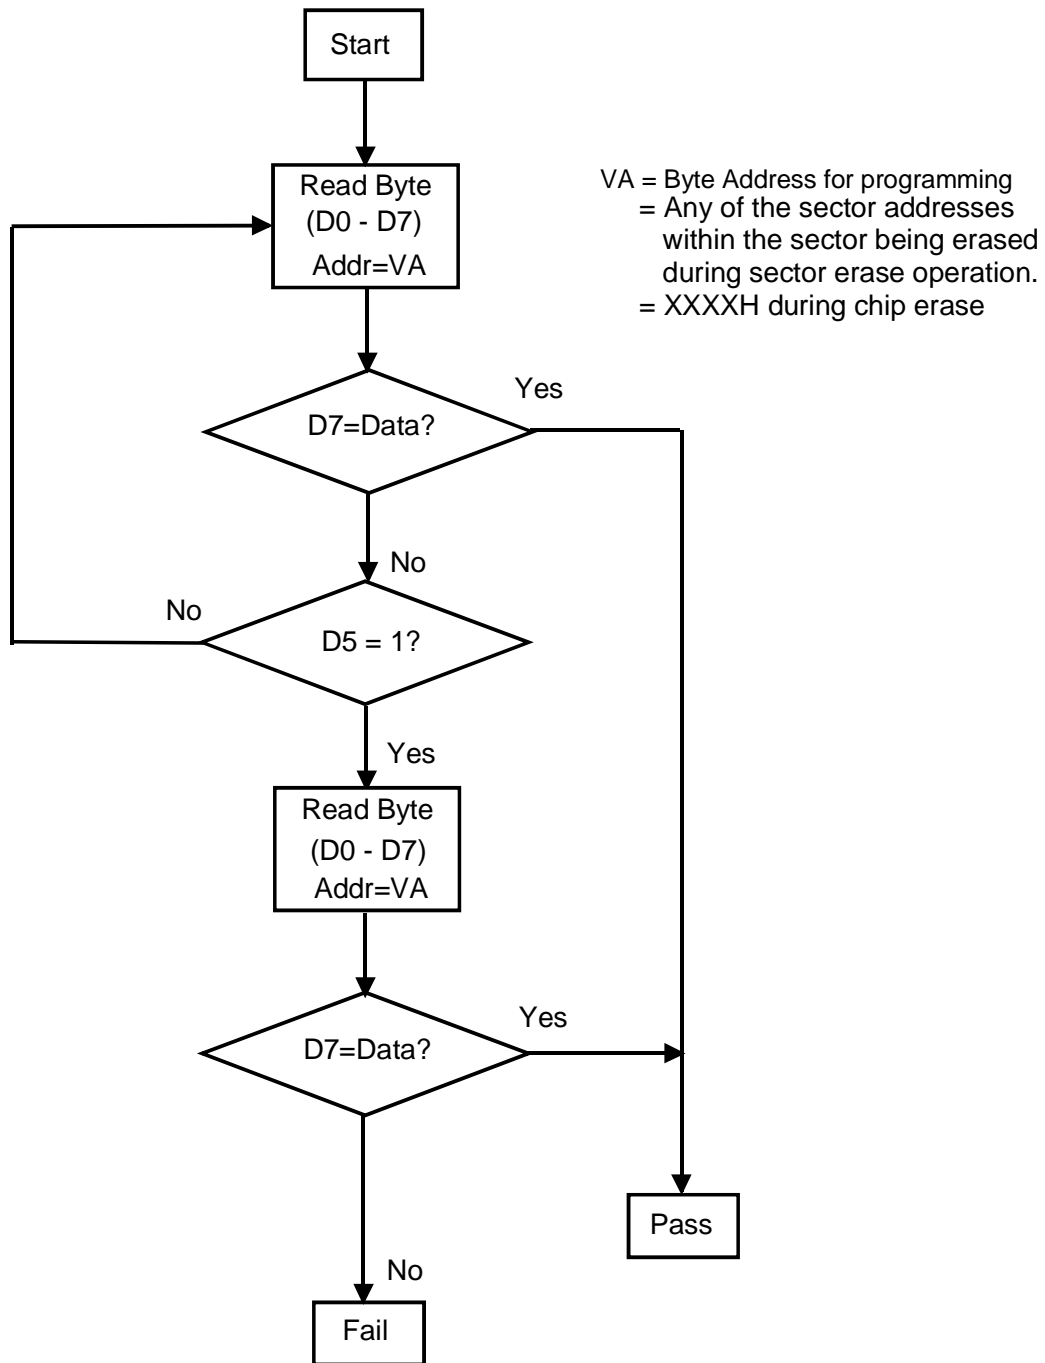 Start
Read Byte
(D0 - D7)
Addr=VA
VA = Byte Address for programming
= Any of the sector addresses
within the sector being erased
during sector erase operation.
= XXXXH during chip erase
D7=Data?
Yes
No
D5 = 1?
No
Yes
Read Byte
(D0 - D7)
Addr=VA
D7=Data?
Yes
Pass
No
Fail